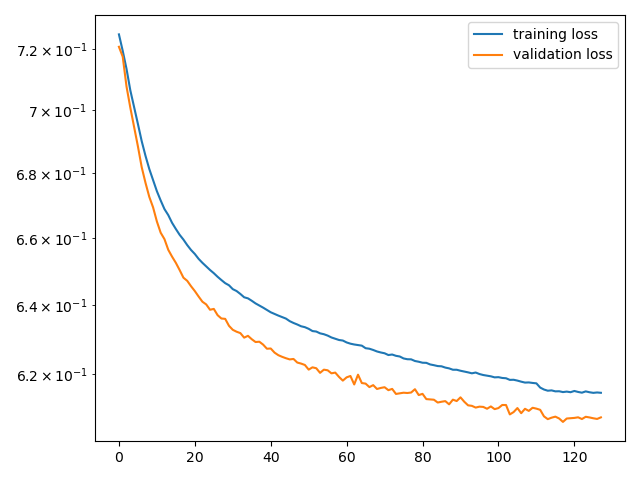 training loss
validation loss
7.2 × 10⁻¹
7 × 10⁻¹
6.8 × 10⁻¹
6.6 × 10⁻¹
6.4 × 10⁻¹
6.2 × 10⁻¹
0 20 40 60 80 100 120